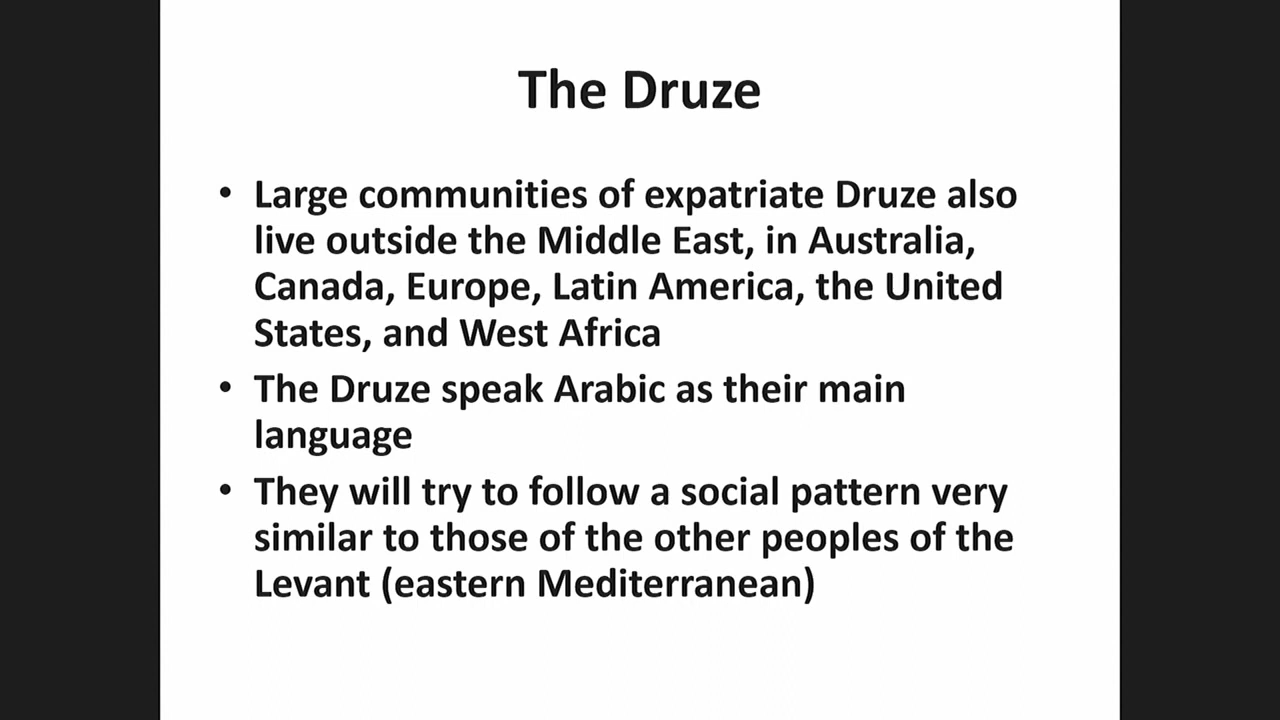 The Druze
• Large communities of expatriate Druze also
live outside the Middle East, in Australia,
Canada, Europe, Latin America, the United
States, and West Africa
• The Druze speak Arabic as their main
language
• They will try to follow a social pattern very
similar to those of the other peoples of the
Levant (eastern Mediterranean)